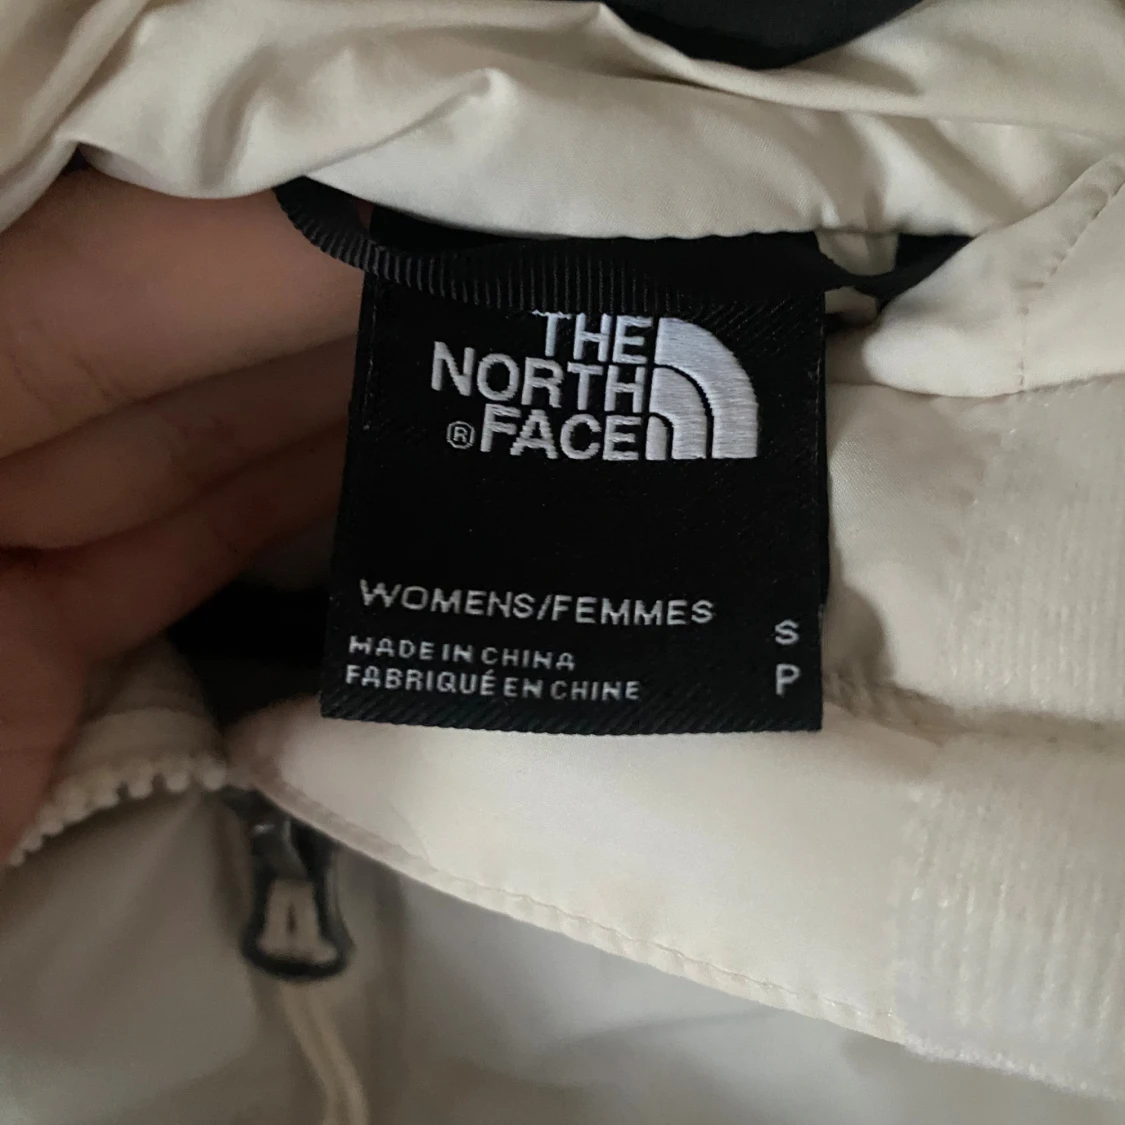 THE
NORTH
®FACE
WOMENS/FEMMES
S
MADE IN CHINA
P
FABRIQUÉ EN CHINE